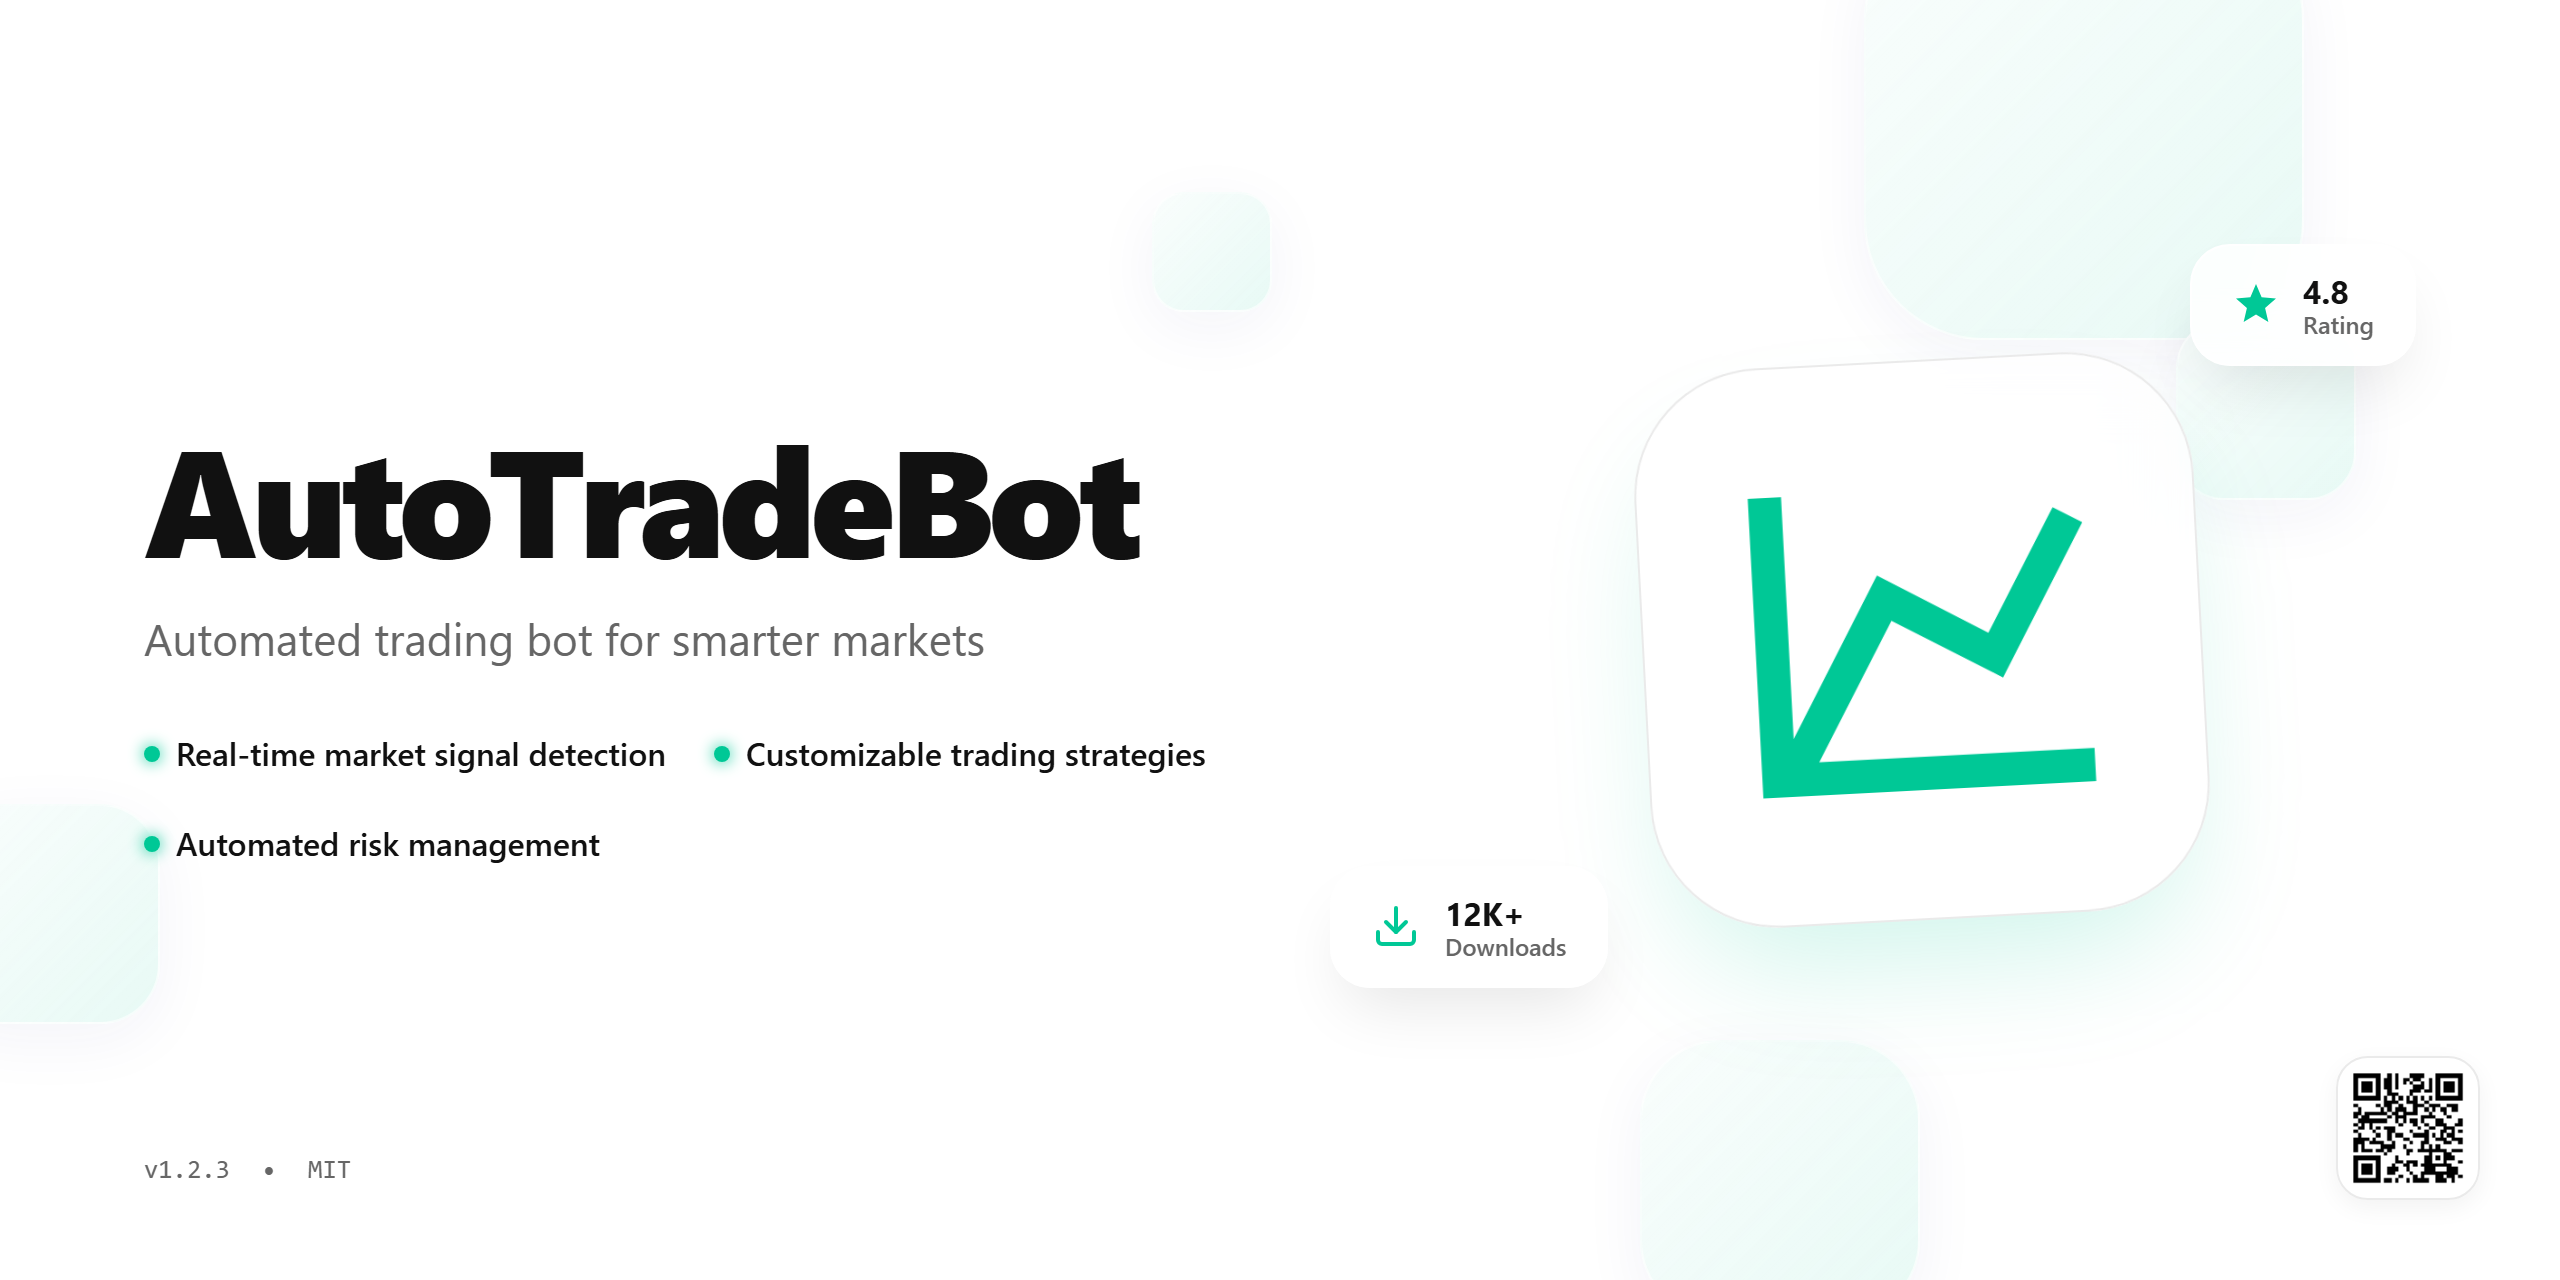 AutoTradeBot
Automated trading bot for smarter markets
Real-time market signal detection
Customizable trading strategies
Automated risk management
4.8
Rating
12K+
Downloads
v1.2.3 • MIT